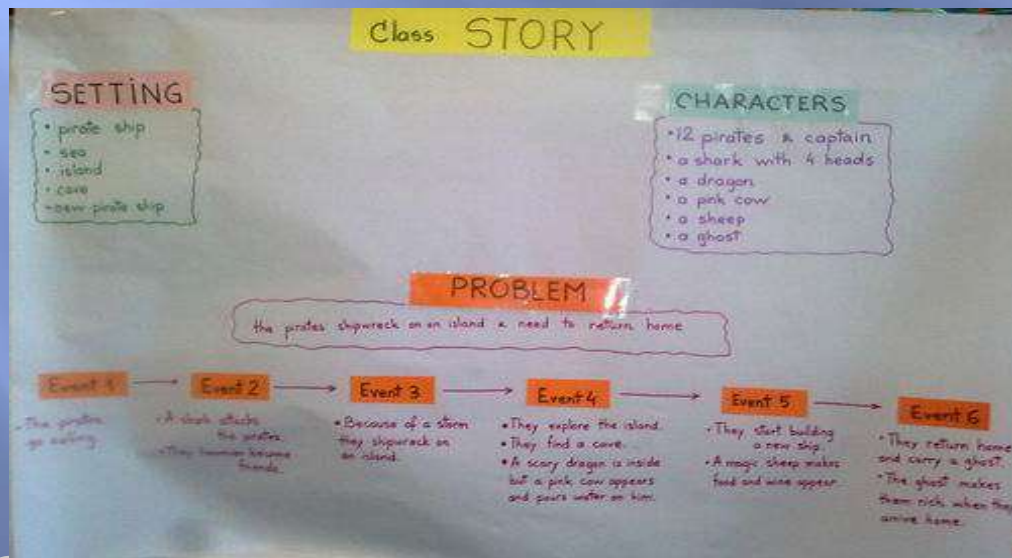 Class STORY
SETTING
• pirate ship
• sea
• island
• cave
• new pirate ship
CHARACTERS
• 12 pirates & captain
• a shark with 4 heads
• a dragon
• a pink cow
• a sheep
• a ghost
PROBLEM
the pirates shipwreck on an island & need to return home
Event 1
• The pirates
go sailing.
Event 2
• A shark attacks
the pirates.
• They become
friends.
Event 3
• Because of a storm
they shipwreck on
an island.
Event 4
• They explore the island.
• They find a cave.
• A scary dragon is inside
but a pink cow appears
and pours water on him.
Event 5
• They start building
a new ship.
• A magic sheep makes
food and wine appear
Event 6
• They return home
and carry a ghost.
• The ghost makes
them rich when they
arrive home.